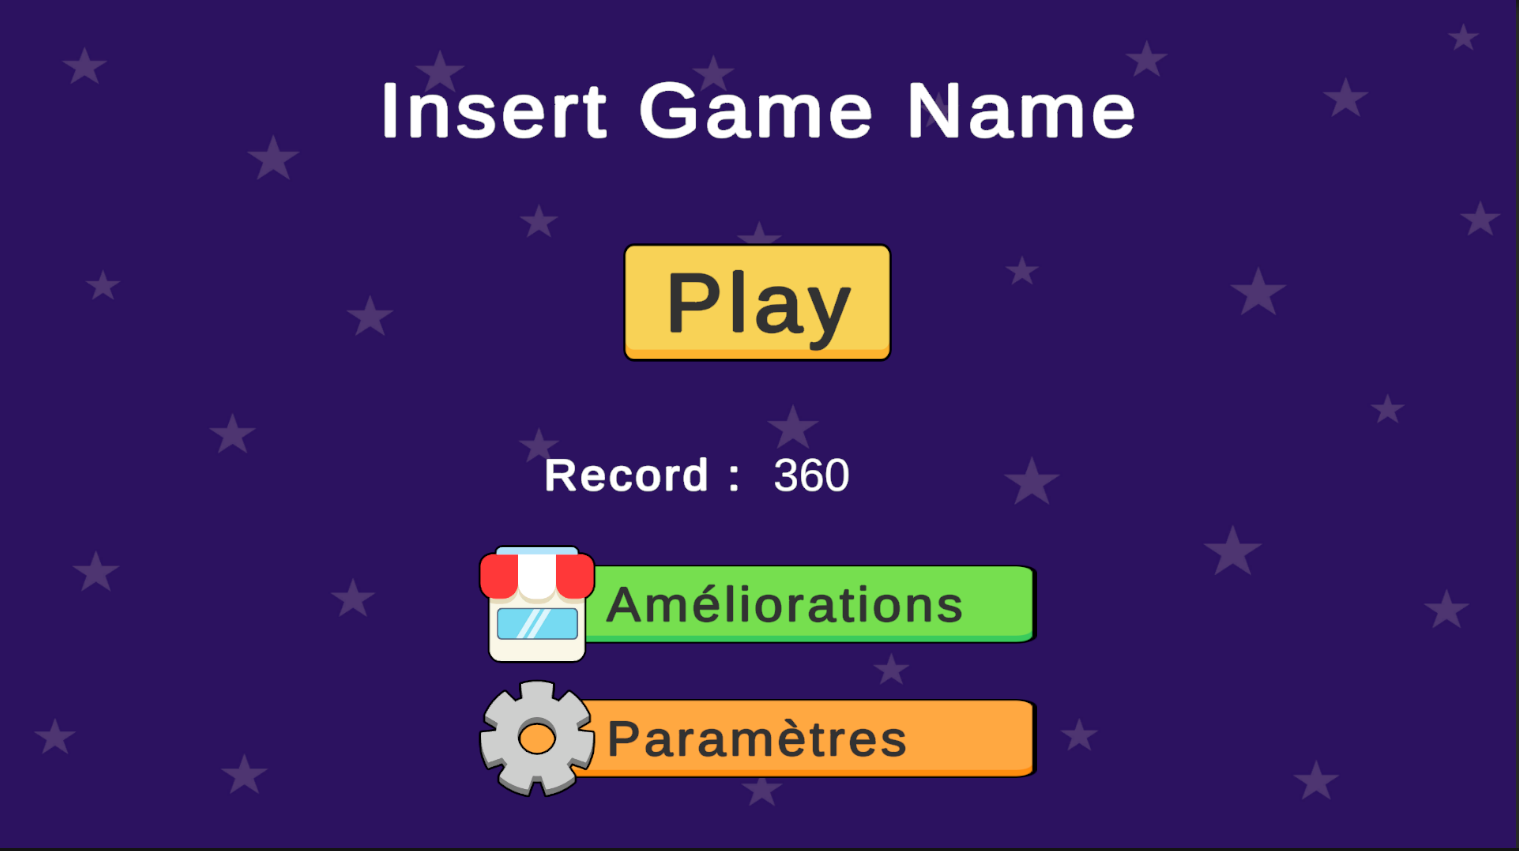 Insert Game Name
Play
Record : 360
Améliorations
Paramètres